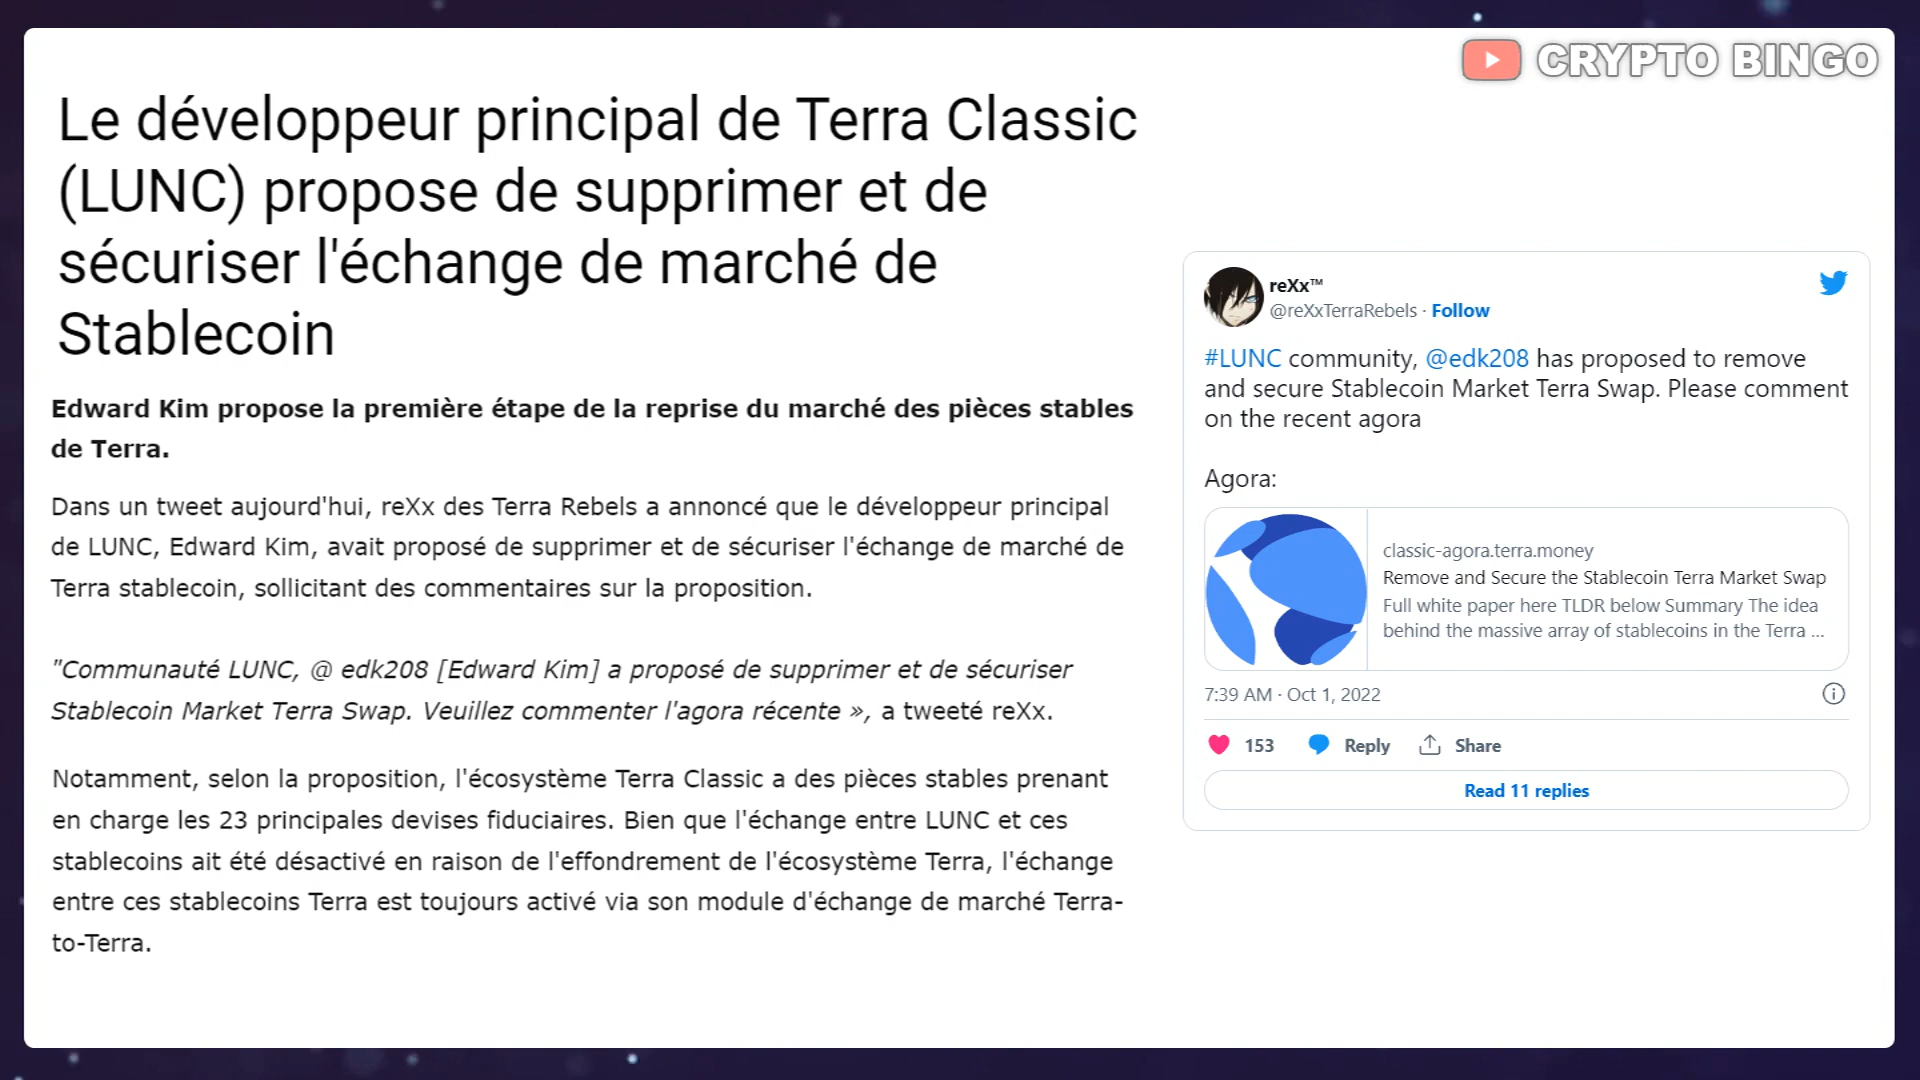 CRYPTO BINGO
Le développeur principal de Terra Classic
(LUNC) propose de supprimer et de
sécuriser l'échange de marché de
Stablecoin
Edward Kim propose la première étape de la reprise du marché des pièces stables
de Terra.
Dans un tweet aujourd'hui, reXx des Terra Rebels a annoncé que le développeur principal
de LUNC, Edward Kim, avait proposé de supprimer et de sécuriser l'échange de marché de
Terra stablecoin, sollicitant des commentaires sur la proposition.
"Communauté LUNC, @ edk208 [Edward Kim] a proposé de supprimer et de sécuriser
Stablecoin Market Terra Swap. Veuillez commenter l'agora récente », a tweeté reXx.
Notamment, selon la proposition, l'écosystème Terra Classic a des pièces stables prenant
en charge les 23 principales devises fiduciaires. Bien que l'échange entre LUNC et ces
stablecoins ait été désactivé en raison de l'effondrement de l'écosystème Terra, l'échange
entre ces stablecoins Terra est toujours activé via son module d'échange de marché Terra-
to-Terra.
reXx™
@reXxTerraRebels · Follow
#LUNC community, @edk208 has proposed to remove
and secure Stablecoin Market Terra Swap. Please comment
on the recent agora
Agora:
classic-agora.terra.money
Remove and Secure the Stablecoin Terra Market Swap
Full white paper here TLDR below Summary The idea
behind the massive array of stablecoins in the Terra ...
7:39 AM · Oct 1, 2022
153 Reply Share
Read 11 replies